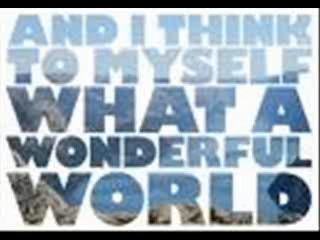 AND I THINK
TO MYSELF
WHAT A
WONDERFUL
WORLD